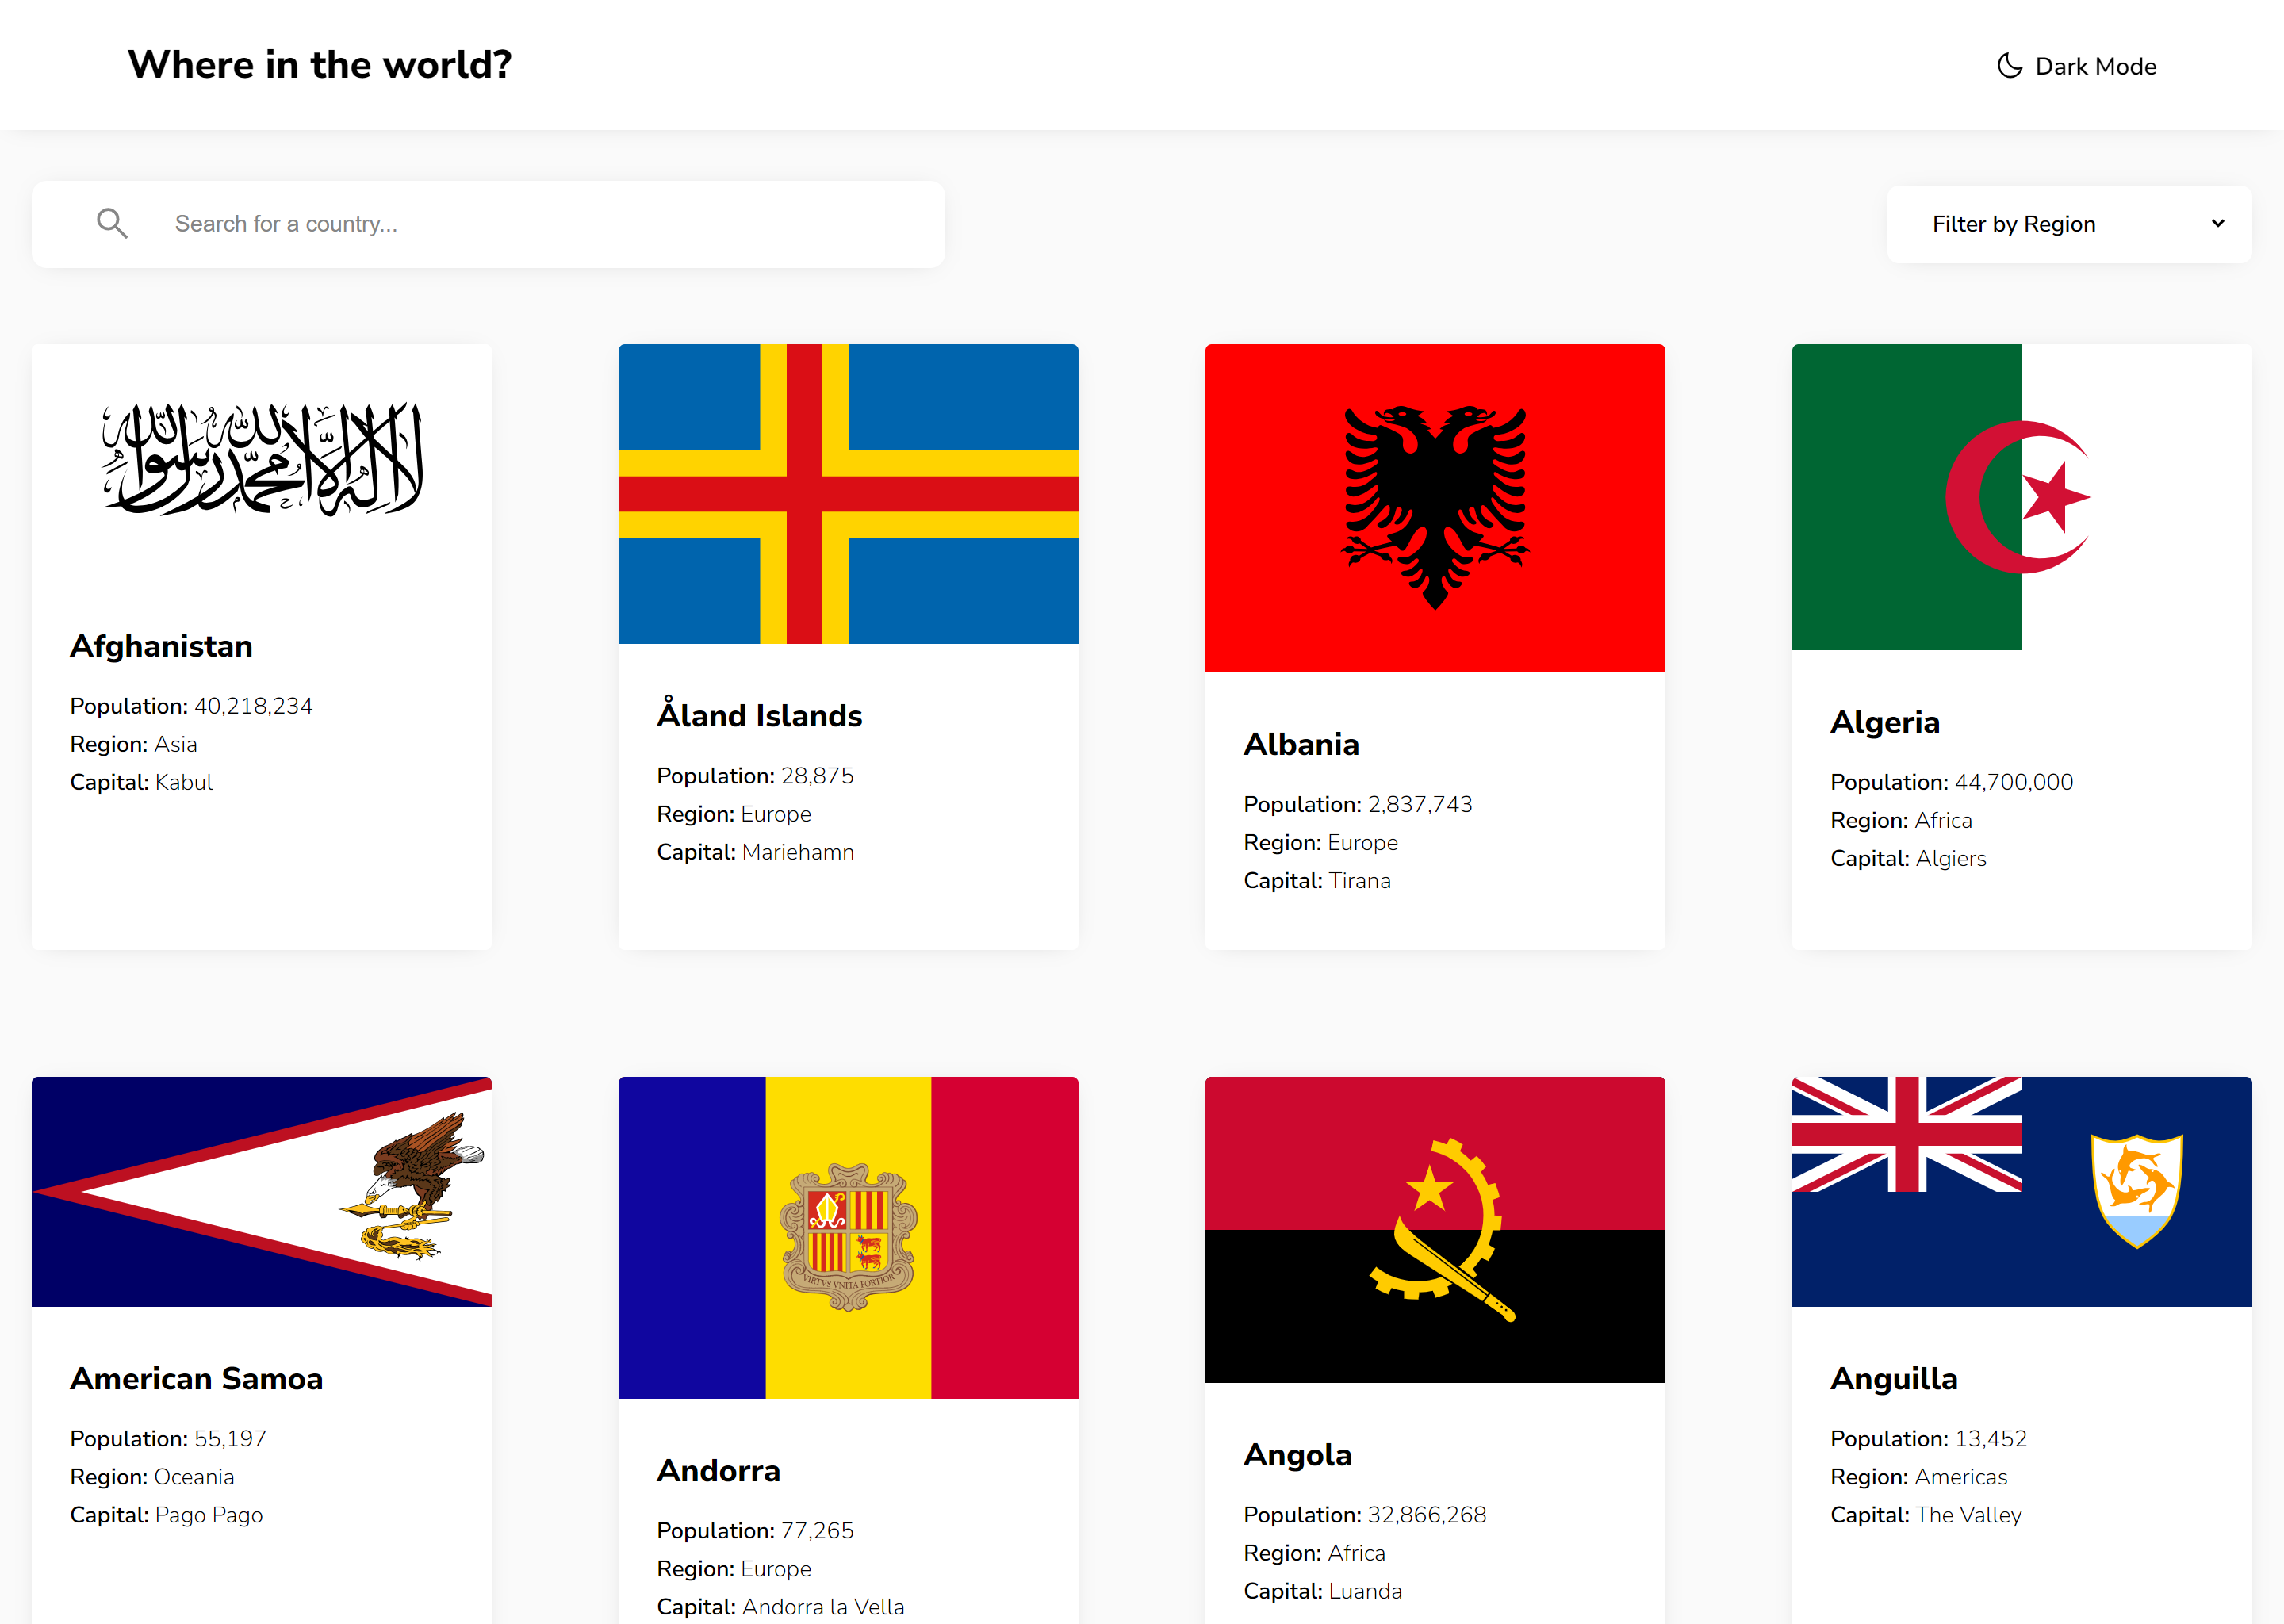 Where in the world?
Dark Mode
Search for a country...
Filter by Region
لا إله إلا الله محمد رسول الله
Afghanistan
Population: 40,218,234
Region: Asia
Capital: Kabul
Åland Islands
Population: 28,875
Region: Europe
Capital: Mariehamn
Albania
Population: 2,837,743
Region: Europe
Capital: Tirana
Algeria
Population: 44,700,000
Region: Africa
Capital: Algiers
American Samoa
Population: 55,197
Region: Oceania
Capital: Pago Pago
VIRTVS VNITA FORTIOR
Andorra
Population: 77,265
Region: Europe
Capital: Andorra la Vella
Angola
Population: 32,866,268
Region: Africa
Capital: Luanda
Anguilla
Population: 13,452
Region: Americas
Capital: The Valley